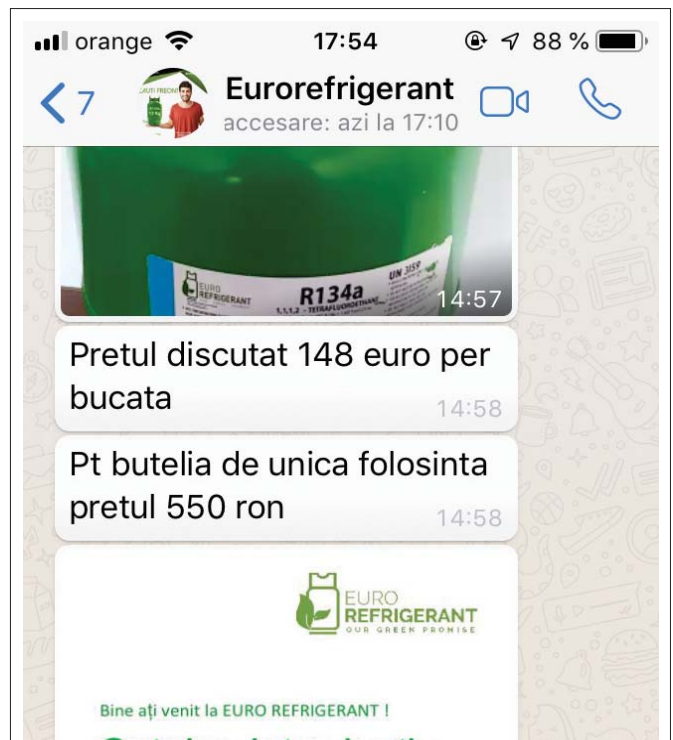 orange 17:54 88 %
7 Eurorefrigerant
accesare: azi la 17:10
EURO
REFRIGERANT
R134a
UN 3159
1,1,1,2 - TETRAFLUOROETHANE
14:57
Pretul discutat 148 euro per
bucata
14:58
Pt butelia de unica folosinta
pretul 550 ron
14:58
EURO
REFRIGERANT
OUR GREEN PROMISE
Bine ați venit la EURO REFRIGERANT !